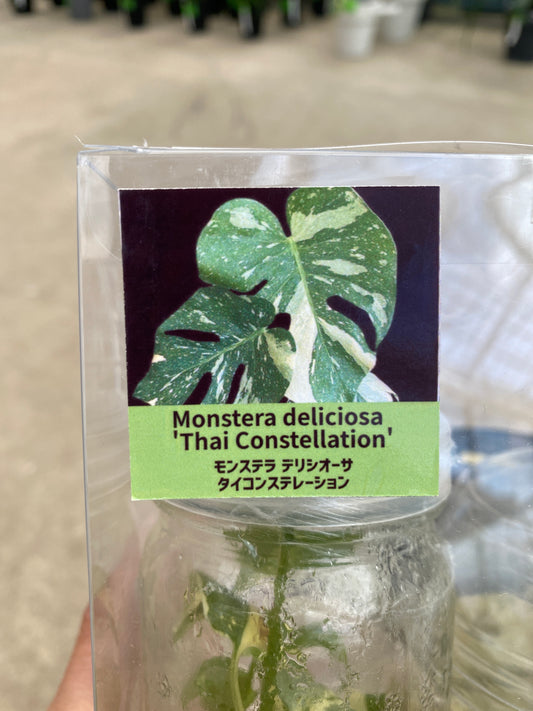 Monstera deliciosa
'Thai Constellation'
モンステラ デリシオーサ
タイコンステレーション